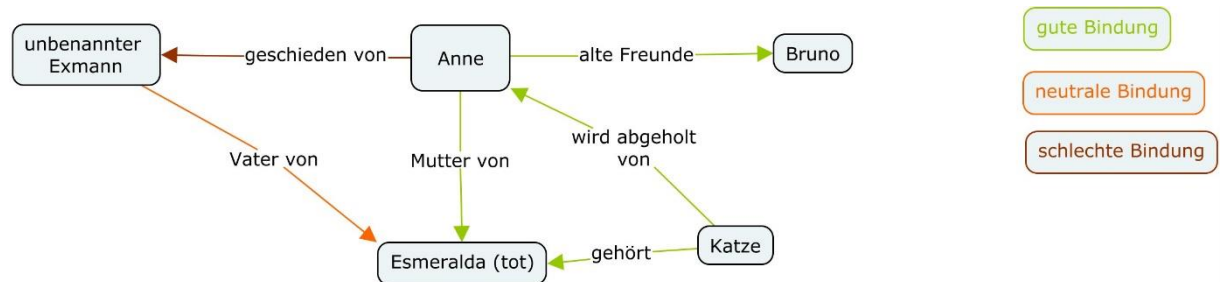 unbenannter
Exmann
geschieden von
Anne
alte Freunde
Bruno
gute Bindung
neutrale Bindung
schlechte Bindung
Vater von
Mutter von
wird abgeholt
von
Esmeralda (tot)
gehört
Katze